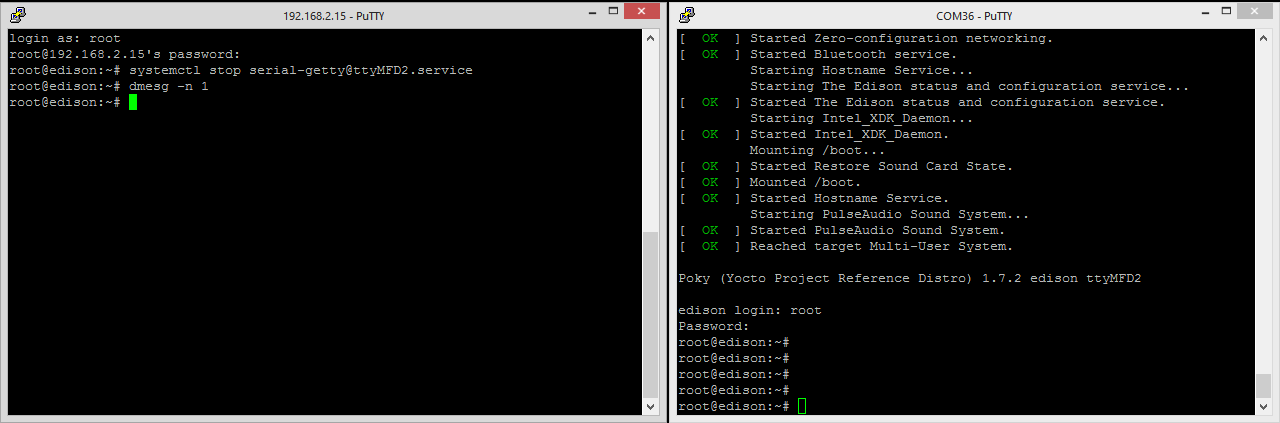 192.168.2.15 - PuTTY
login as: root
root@192.168.2.15's password:
root@edison:~# systemctl stop serial-getty@ttyMFD2.service
root@edison:~# dmesg -n 1
root@edison:~#
COM36 - PuTTY
[  OK  ] Started Zero-configuration networking.
[  OK  ] Started Bluetooth service.
         Starting Hostname Service...
         Starting The Edison status and configuration service...
[  OK  ] Started The Edison status and configuration service.
         Starting Intel_XDK_Daemon...
[  OK  ] Started Intel_XDK_Daemon.
         Mounting /boot...
[  OK  ] Started Restore Sound Card State.
[  OK  ] Mounted /boot.
[  OK  ] Started Hostname Service.
         Starting PulseAudio Sound System...
[  OK  ] Started PulseAudio Sound System.
[  OK  ] Reached target Multi-User System.
Poky (Yocto Project Reference Distro) 1.7.2 edison ttyMFD2
edison login: root
Password:
root@edison:~#
root@edison:~#
root@edison:~#
root@edison:~#
root@edison:~#